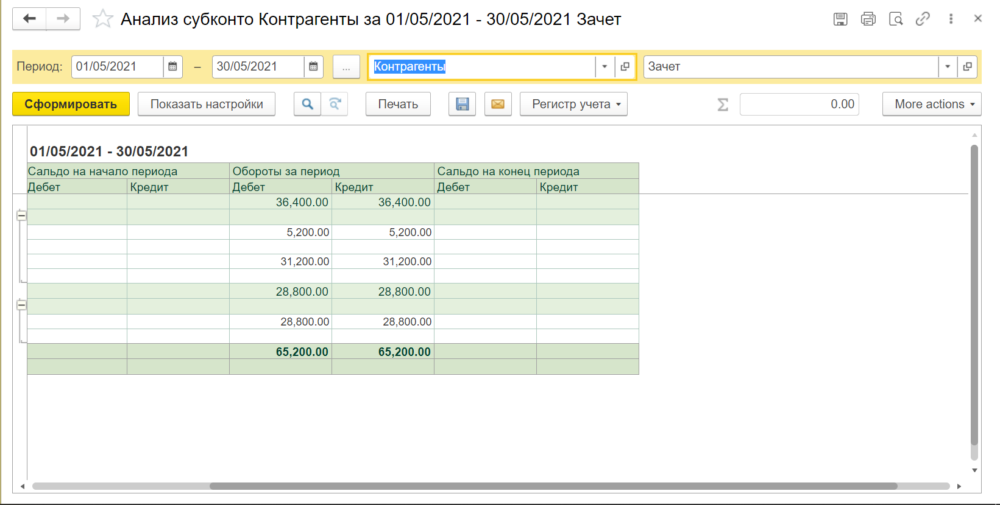 Анализ субконто Контрагенты за 01/05/2021 - 30/05/2021 Зачет
Период: 01/05/2021 – 30/05/2021 ... Контрагенты Зачет
Сформировать Показать настройки Печать Регистр учета Σ 0.00 More actions
01/05/2021 - 30/05/2021
Сальдо на начало периода Обороты за период Сальдо на конец периода
Дебет Кредит Дебет Кредит Дебет Кредит
36,400.00 36,400.00
5,200.00 5,200.00
31,200.00 31,200.00
28,800.00 28,800.00
28,800.00 28,800.00
65,200.00 65,200.00